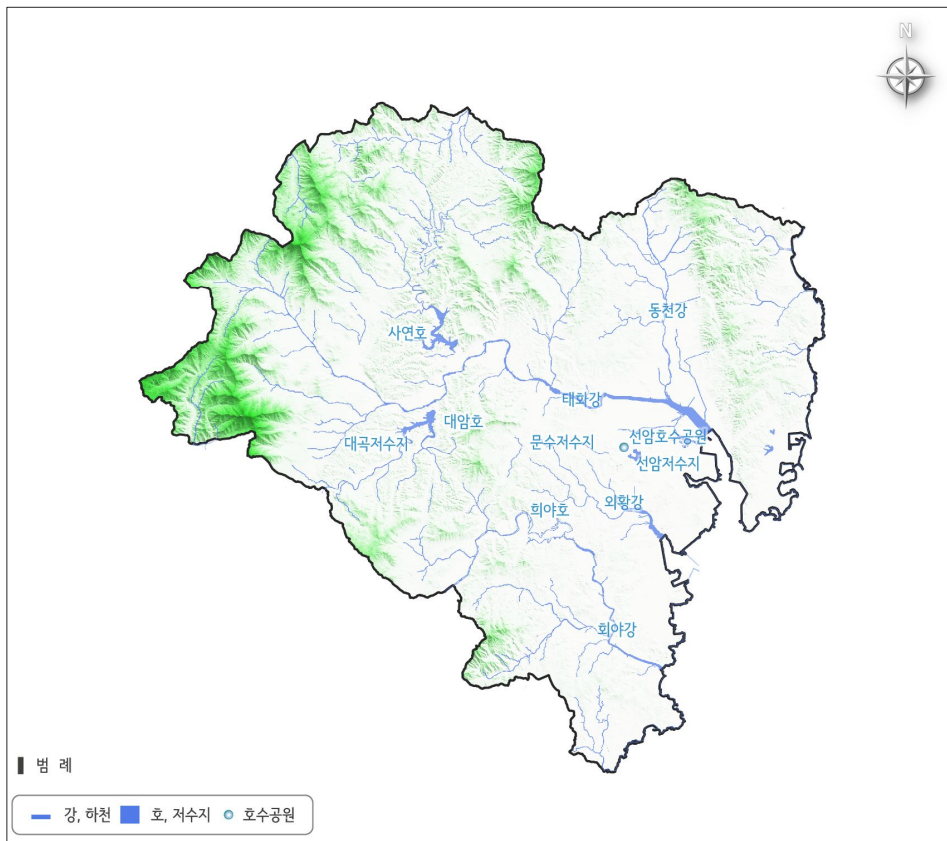 N
동천강
사연호
태화강
대암호
선암호수공원
대곡저수지
문수저수지
선암저수지
외황강
희야호
회야강
범 례
강, 하천
호, 저수지
호수공원